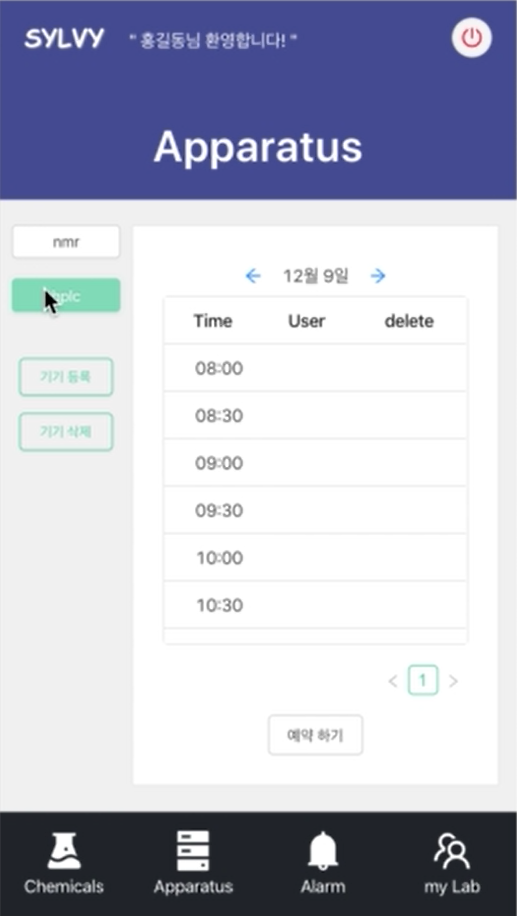 SYLVY
" 홍길동님 환영합니다! "
Apparatus
nmr
기기 등록
기기 삭제
12월 9일
Time User delete
08:00
08:30
09:00
09:30
10:00
10:30
1
예약 하기
Chemicals Apparatus Alarm my Lab